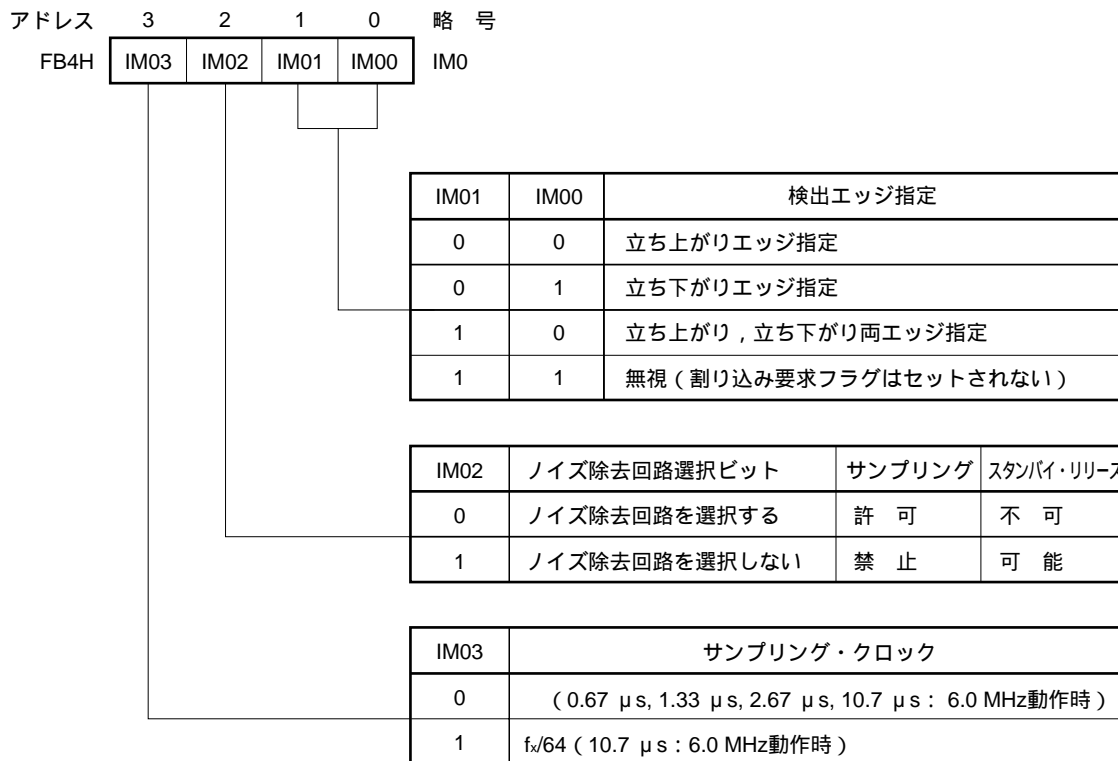 アドレス 3 2 1 0 略 号
FB4H IM03 IM02 IM01 IM00 IM0
IM01 IM00 検出エッジ指定
0 0 立ち上がりエッジ指定
0 1 立ち下がりエッジ指定
1 0 立ち上がり，立ち下がり両エッジ指定
1 1 無視（割り込み要求フラグはセットされない）
IM02 ノイズ除去回路選択ビット サンプリング スタンバイ・リリース
0 ノイズ除去回路を選択する 許 可 不 可
1 ノイズ除去回路を選択しない 禁 止 可 能
IM03 サンプリング・クロック
0 （0.67 μs, 1.33 μs, 2.67 μs, 10.7 μs：6.0 MHz動作時）
1 fx/64（10.7 μs：6.0 MHz動作時）